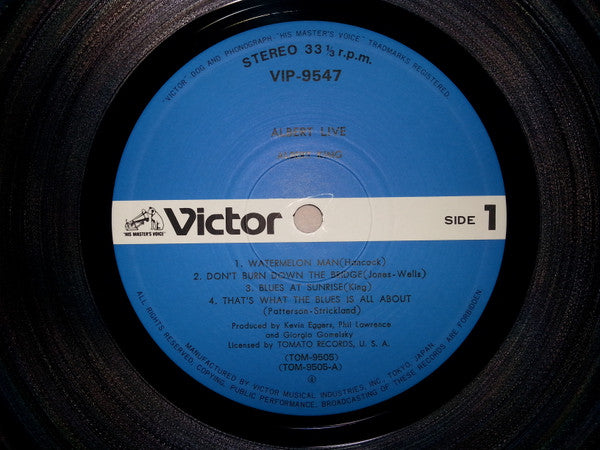 "VICTOR" DOG AND PHONOGRAPH-"HIS MASTER'S VOICE" TRADEMARKS REGISTERED.
STEREO 33 1/3 r.p.m.
VIP-9547
ALBERT LIVE
ALBERT KING
"HIS MASTER'S VOICE"
Victor
SIDE 1
1. WATERMELON MAN(Hancock)
2. DON'T BURN DOWN THE BRIDGE(Jones-Wells)
3. BLUES AT SUNRISE(King)
4. THAT'S WHAT THE BLUES IS ALL ABOUT
(Patterson-Strickland)
Produced by Kevin Eggers, Phil Lawrence
and Giorgio Gomelsky
Licensed by TOMATO RECORDS, U. S. A.
(TOM-9505)
(TOM-9505-A)
MANUFACTURED BY VICTOR MUSICAL INDUSTRIES, INC., TOKYO, JAPAN
ALL RIGHTS RESERVED. COPYING, PUBLIC PERFORMANCE, BROADCASTING OF THESE RECORDS ARE FORBIDDEN.